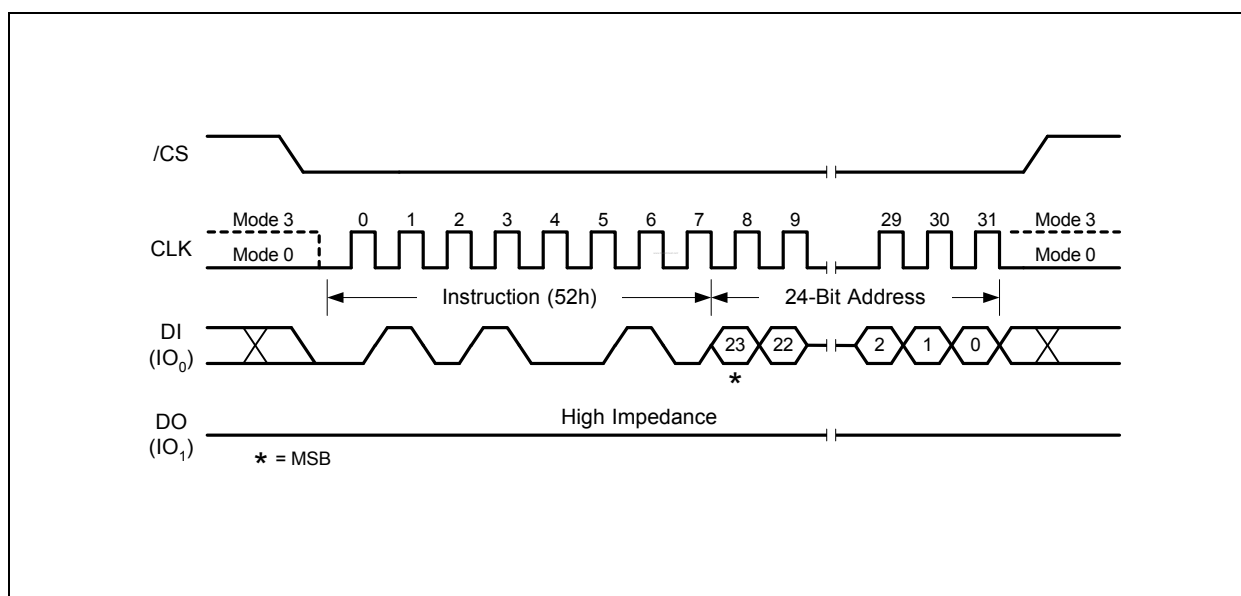 /CS
Mode 3 0 1 2 3 4 5 6 7 8 9 29 30 31 Mode 3
CLK
Mode 0 Mode 0
Instruction (52h) 24-Bit Address
DI
(IO0)
23 22 2 1 0
*
High Impedance
DO
(IO1)
* = MSB